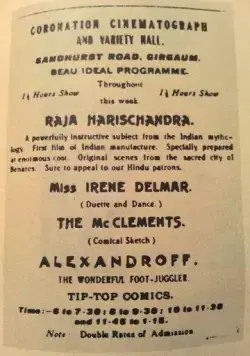 CORONATION CINEMATOGRAPH
AND VARIETY HALL.
SANDHURST ROAD, GIRGAUM.
BEAU IDEAL PROGRAMME.
Throughout
1½ Hours Show 1½ Hours Show
this week
RAJA HARISCHANDRA.
A powerfully instructive subject from the Indian mytho-
logy. First film of Indian manufacture. Specially prepared
at enormous cost. Original scenes from the sacred city of
Benares. Sure to appeal to our Hindu patrons.
Miss IRENE DELMAR.
( Duette and Dance. )
THE McCLEMENTS.
( Comical Sketch )
ALEXANDROFF.
THE WONDERFUL FOOT-JUGGLER.
TIP-TOP COMICS.
Time:—6 to 7-30; 8 to 9-30; 10 to 11-30
and 11-45 to 1-15.
Note Double Rates of Admission